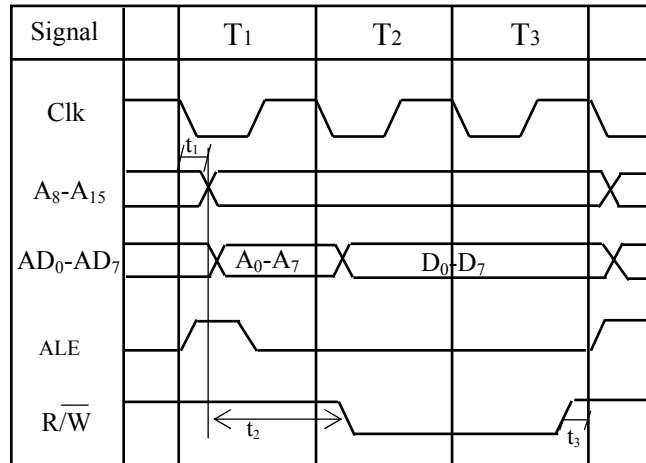 Signal T₁ T₂ T₃
Clk
t₁
A₈-A₁₅
AD₀-AD₇ A₀-A₇ D₀-D₇
ALE
R/W̅
t₂ t₃